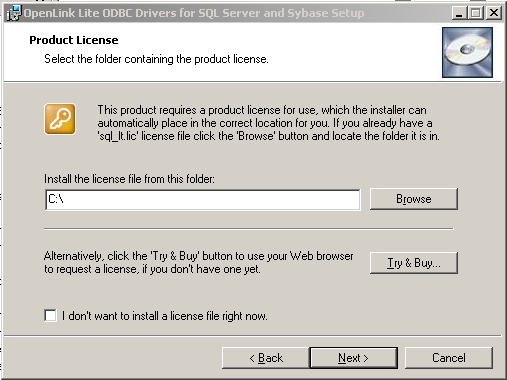 OpenLink Lite ODBC Drivers for SQL Server and Sybase Setup
Product License
Select the folder containing the product license.
This product requires a product license for use, which the installer can
automatically place in the correct location for you. If you already have a
'sql_lt.lic' license file click the 'Browse' button and locate the folder it is in.
Install the license file from this folder:
C:\
Browse
Alternatively, click the 'Try & Buy' button to use your Web browser
to request a license, if you don't have one yet.
Try & Buy...
I don't want to install a license file right now.
< Back
Next >
Cancel